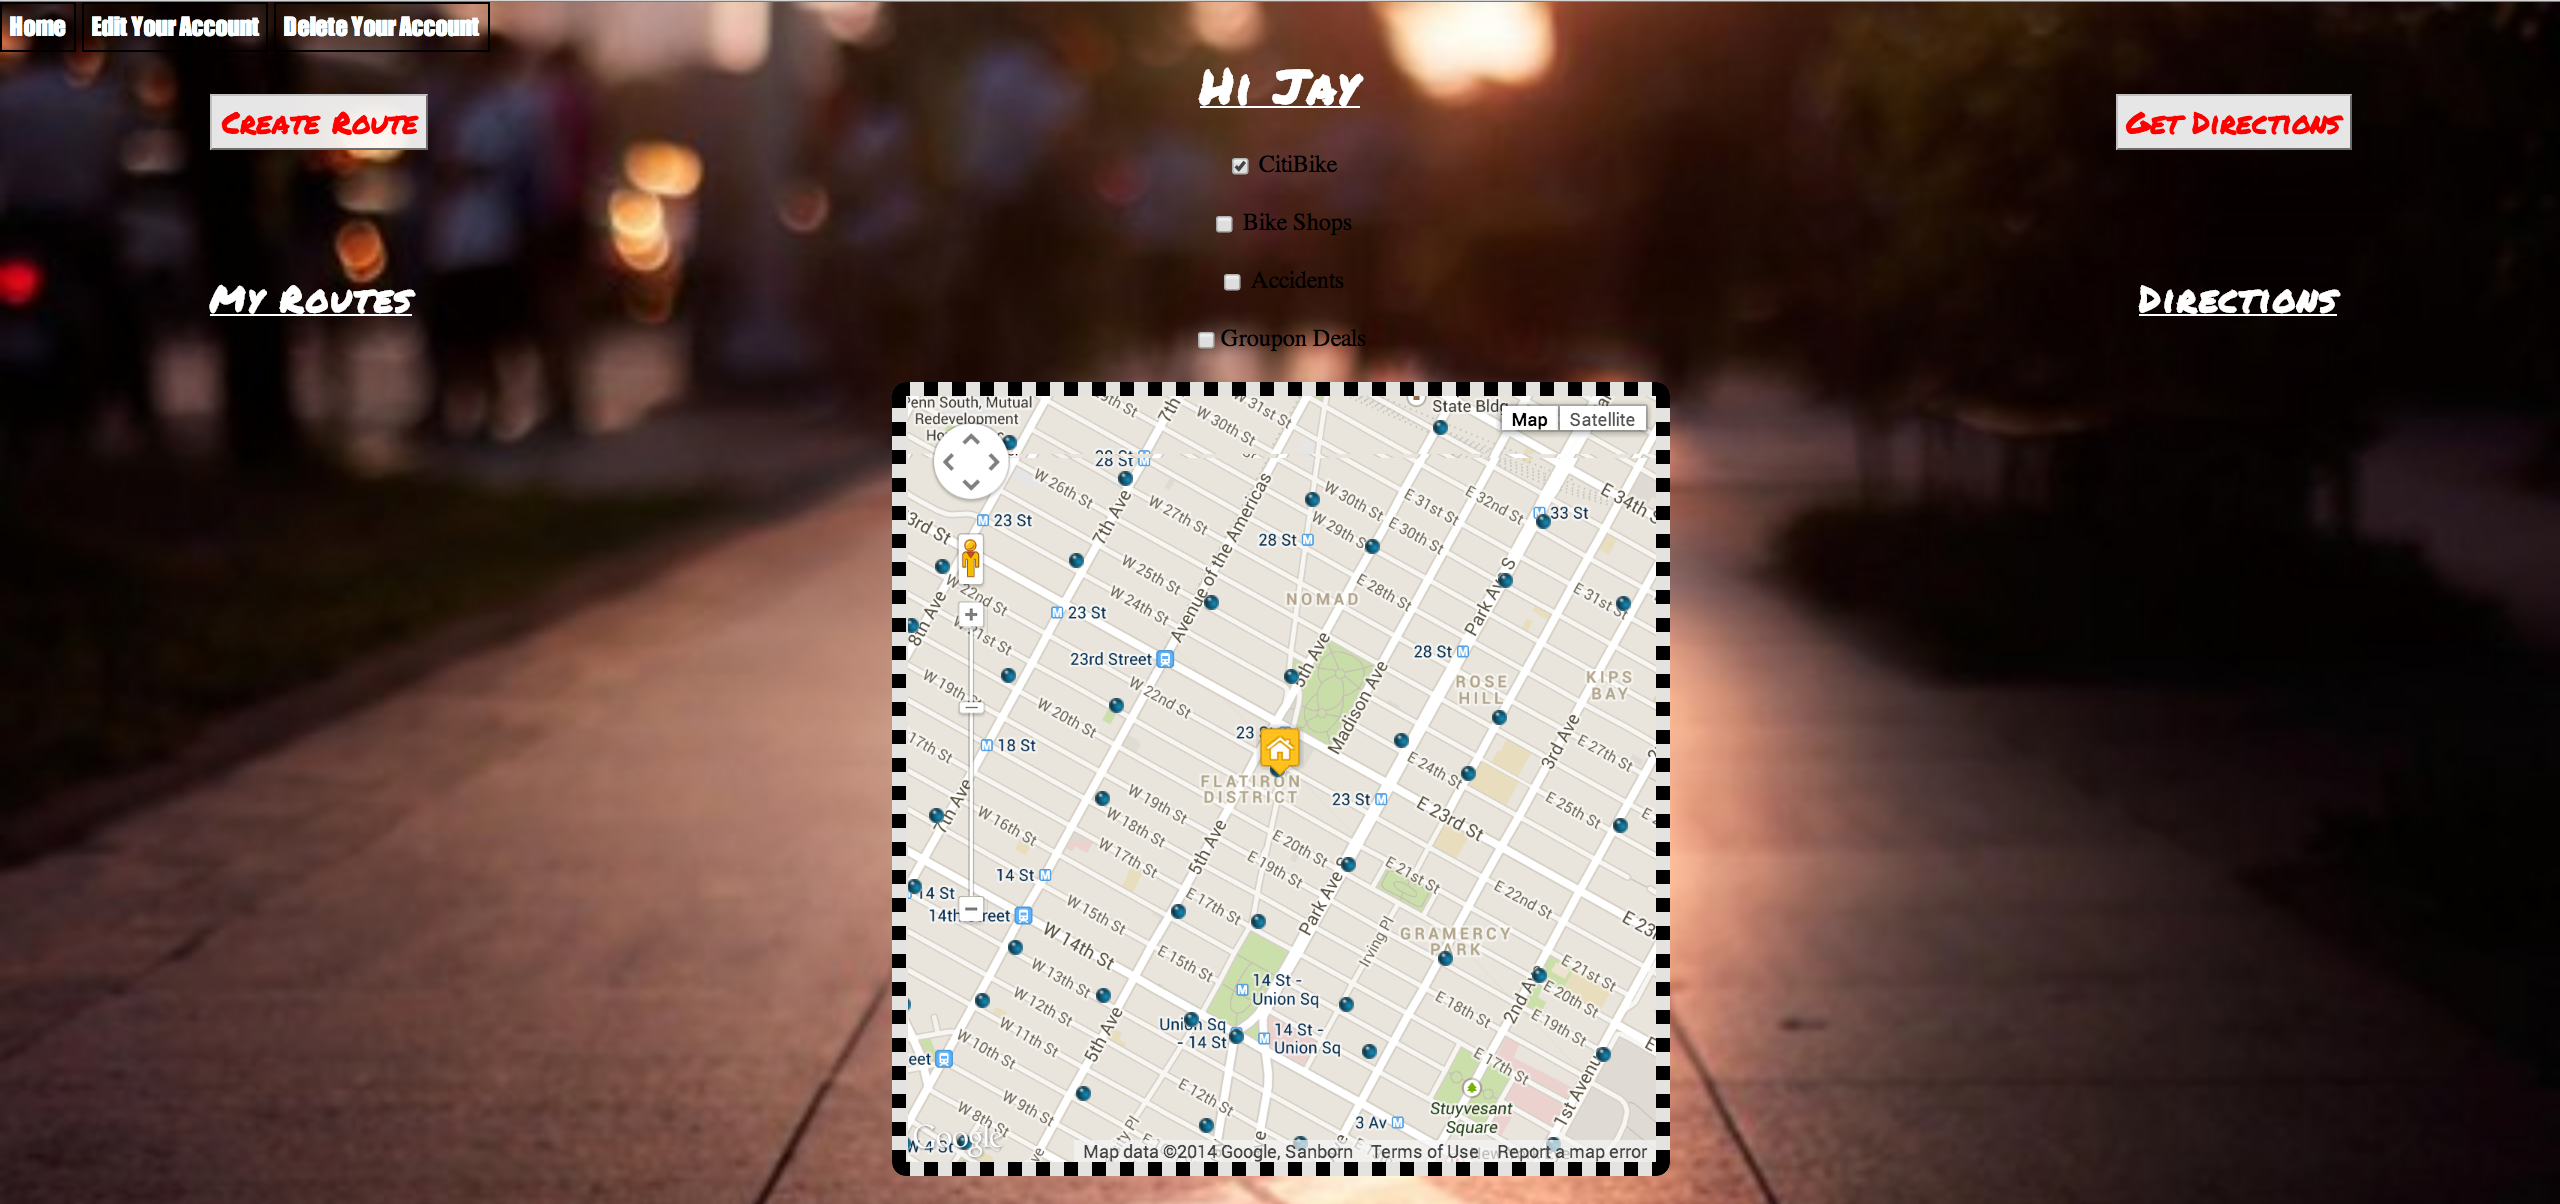 Home Edit Your Account Delete Your Account
Hi Jay
Create Route
Get Directions
CitiBike
Bike Shops
Accidents
Groupon Deals
My Routes
Directions
Penn South, Mutual
Redevelopment
State Bldg
Map Satellite
W 31st St
W 30th St
7th
28 St
28 St
W 26th St
7th Ave
W 27th St
Avenue of the Americas
W 30th St
W 29th St
E 31st St
E 30th St
E 32nd St
E 34th S
33 St
23 St
3rd St
28 St
W 25th St
W 24th St
E 28th St
NOMAD
Park Ave S
E 31st St
W 22nd St
8th Ave
23 St
23rd Street
5th Ave
Madison Ave
28 St
ROSE
HILL
KIPS
BAY
W 19th St
W 20th St
W 22nd St
3rd Ave
E 27th St
17th St
18 St
23
FLATIRON
DISTRICT
E 24th St
7th Ave
W 16th St
W 19th St
W 18th St
W 17th St
23 St
E 23rd St
E 25th St
5th Ave
E 20th St
E 19th St
E 21st St
14 St
14 St
E 22nd St
W 15th St
E 17th St
Park Ave S
E 23
W 14th St
Irving Pl
GRAMERCY
PARK
E 15th St
W 13th St
W 12th St
W 11th St
W 10th St
14 St -
Union Sq
E 21st St
E 20th St
E 19th St
E 18th St
2nd Ave
Union Sq
- 14 St
14 St -
Union Sq
eet
5th Ave
E 17th St
1st Avenue
E 12th St
W 9th St
W 8th St
Stuyvesant
Square
3 Av
W 4 St
Google
Map data ©2014 Google, Sanborn Terms of Use Report a map error